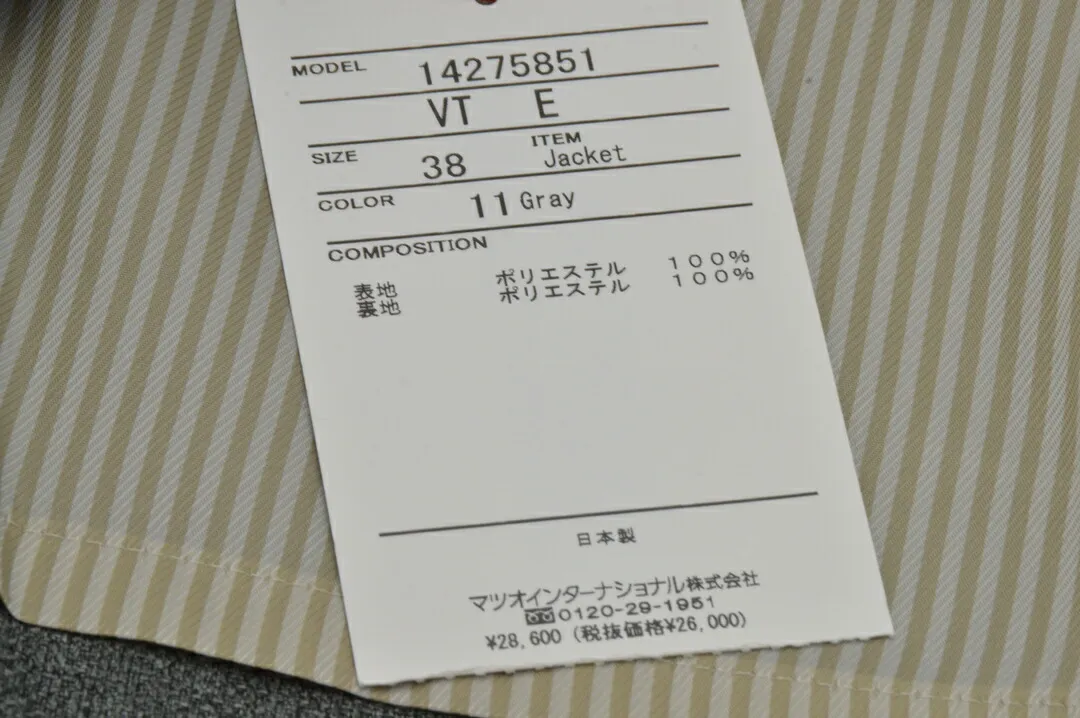 MODEL 14275851
VT E
SIZE 38 ITEM Jacket
COLOR 11 Gray
COMPOSITION
表地 ポリエステル 100%
裏地 ポリエステル 100%
日本製
マツオインターナショナル株式会社
0120-29-1951
¥28,600 (税抜価格¥26,000)